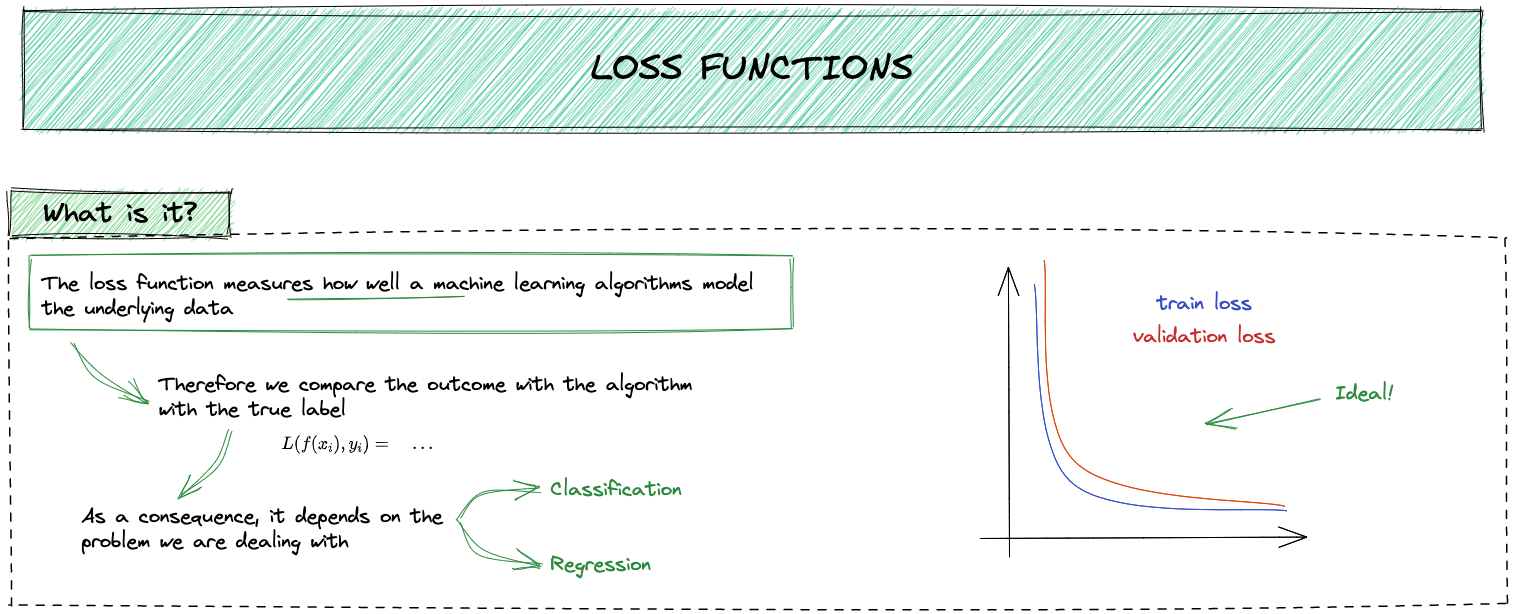 LOSS FUNCTIONS
What is it?
The loss function measures how well a machine learning algorithms model
the underlying data
Therefore we compare the outcome with the algorithm
with the true label
L(f(x_i), y_i) = ...
As a consequence, it depends on the
problem we are dealing with
Classification
Regression
train loss
validation loss
Ideal!